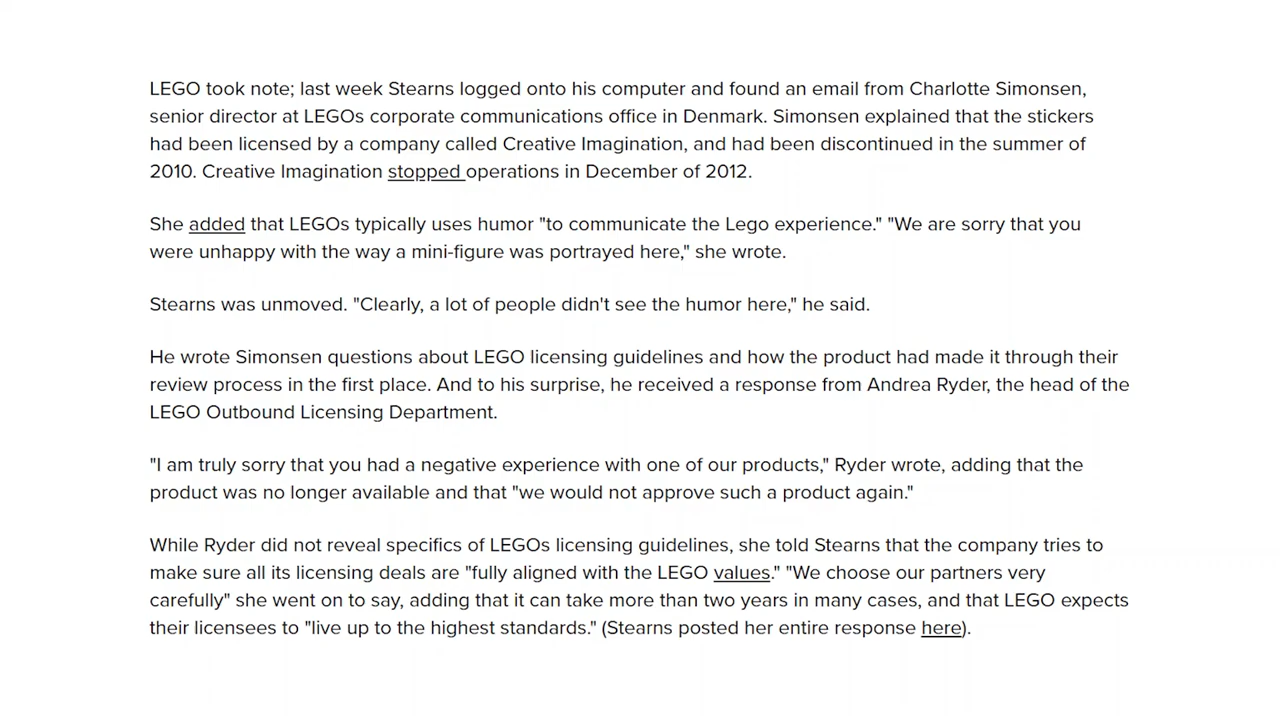 LEGO took note; last week Stearns logged onto his computer and found an email from Charlotte Simonsen,
senior director at LEGOs corporate communications office in Denmark. Simonsen explained that the stickers
had been licensed by a company called Creative Imagination, and had been discontinued in the summer of
2010. Creative Imagination stopped operations in December of 2012.
She added that LEGOs typically uses humor "to communicate the Lego experience." "We are sorry that you
were unhappy with the way a mini-figure was portrayed here," she wrote.
Stearns was unmoved. "Clearly, a lot of people didn't see the humor here," he said.
He wrote Simonsen questions about LEGO licensing guidelines and how the product had made it through their
review process in the first place. And to his surprise, he received a response from Andrea Ryder, the head of the
LEGO Outbound Licensing Department.
"I am truly sorry that you had a negative experience with one of our products," Ryder wrote, adding that the
product was no longer available and that "we would not approve such a product again."
While Ryder did not reveal specifics of LEGOs licensing guidelines, she told Stearns that the company tries to
make sure all its licensing deals are "fully aligned with the LEGO values." "We choose our partners very
carefully" she went on to say, adding that it can take more than two years in many cases, and that LEGO expects
their licensees to "live up to the highest standards." (Stearns posted her entire response here).